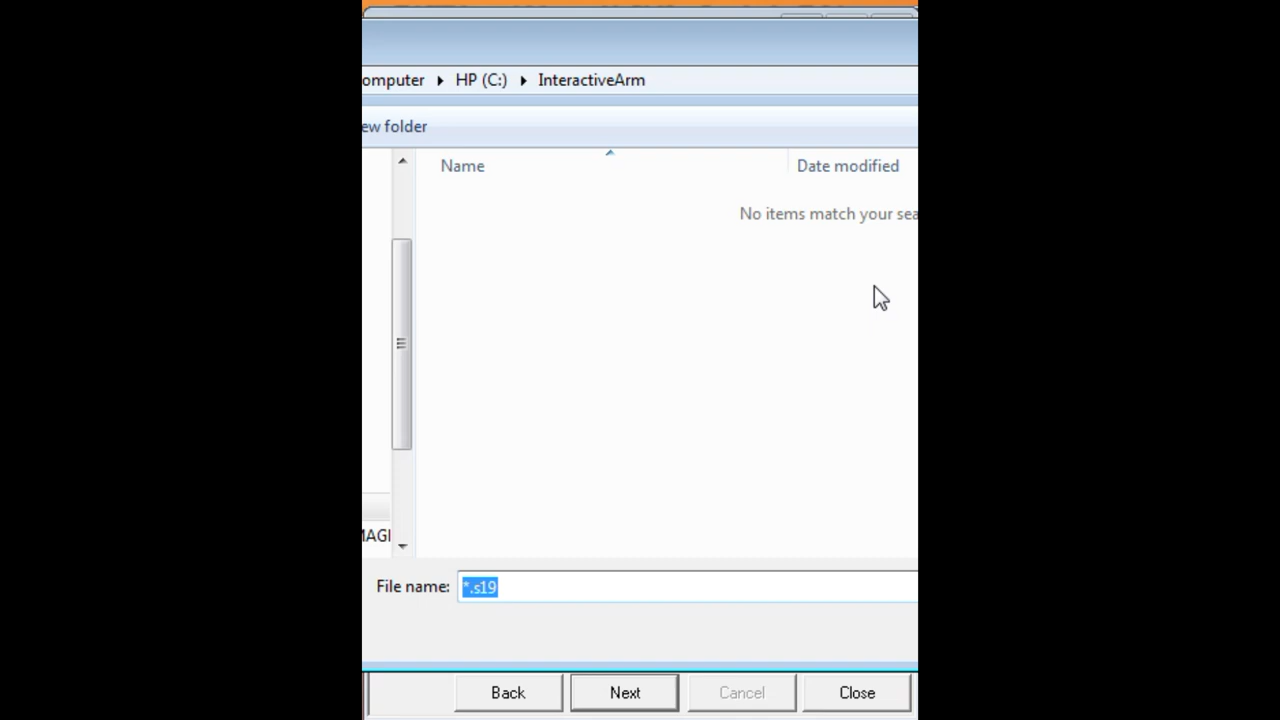 omputer HP (C:) InteractiveArm
ew folder
Name Date modified
No items match your sea
MAGI
File name: *.s19
Back Next Cancel Close